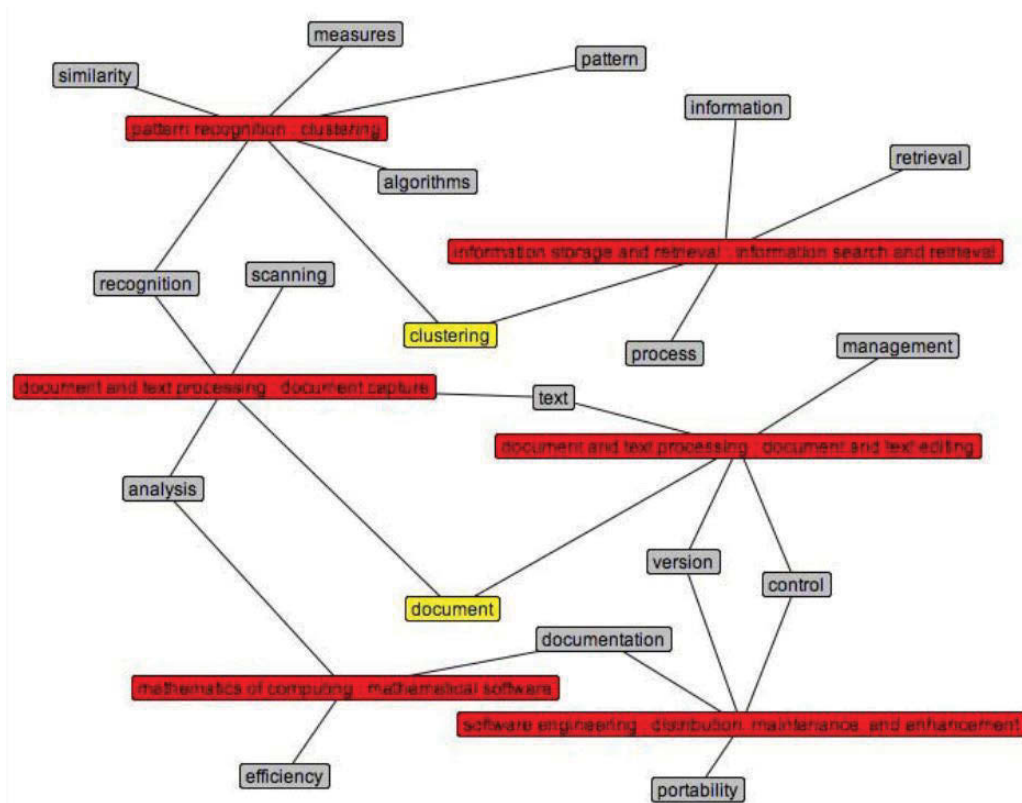 measures
pattern
similarity
information
pattern recognition : clustering
retrieval
algorithms
information storage and retrieval : information search and retrieval
scanning
recognition
clustering
management
process
document and text processing : document capture
text
document and text processing : document and text editing
analysis
version
control
document
documentation
mathematics of computing : mathematical software
software engineering : distribution maintenance and enhancement
efficiency
portability